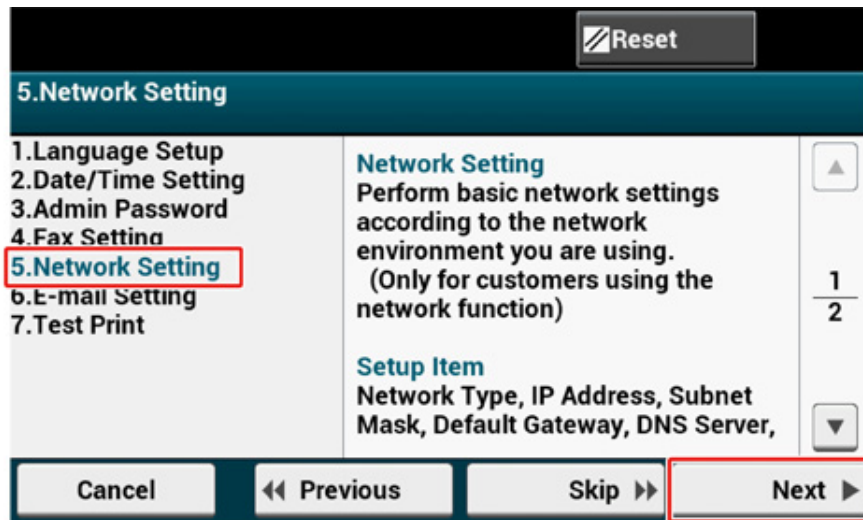 Reset
5.Network Setting
1.Language Setup
2.Date/Time Setting
3.Admin Password
4.Fax Setting
5.Network Setting
6.E-mail Setting
7.Test Print
Network Setting
Perform basic network settings
according to the network
environment you are using.
(Only for customers using the
network function)
Setup Item
Network Type, IP Address, Subnet
Mask, Default Gateway, DNS Server,
1
2
Cancel
Previous
Skip
Next